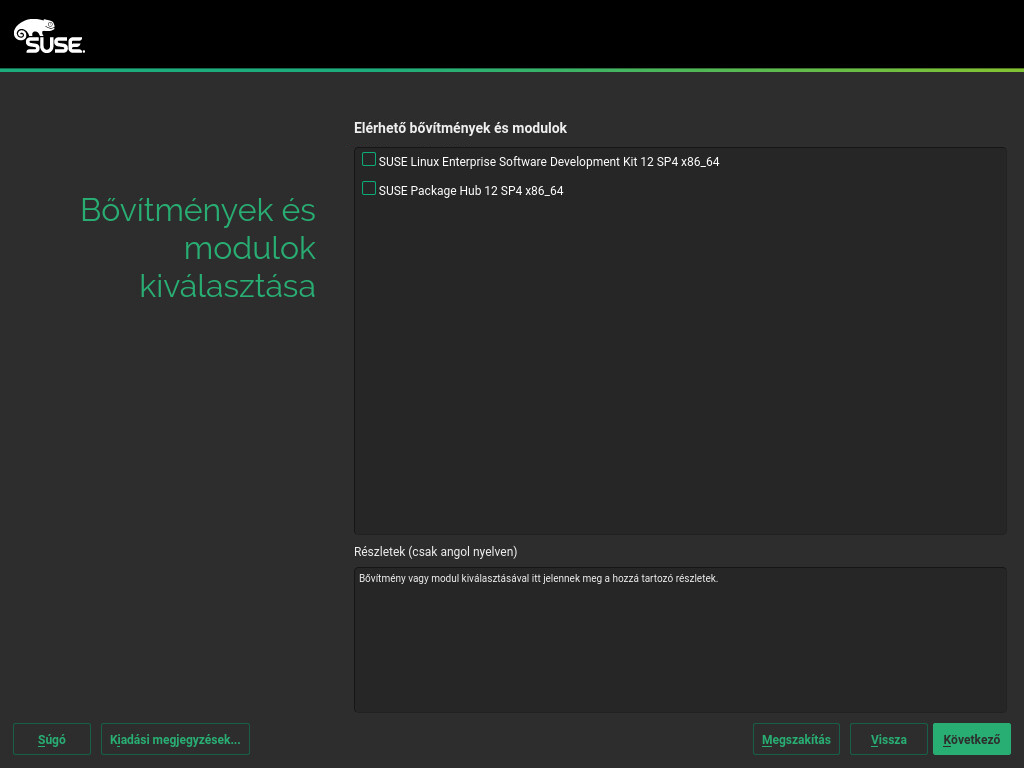 SUSE.
Elérhető bővítmények és modulok
SUSE Linux Enterprise Software Development Kit 12 SP4 x86_64
SUSE Package Hub 12 SP4 x86_64
Bővítmények és
modulok
kiválasztása
Részletek (csak angol nyelven)
Bővítmény vagy modul kiválasztásával itt jelennek meg a hozzá tartozó részletek.
Súgó Kiadási megjegyzések... Megszakítás Vissza Következő